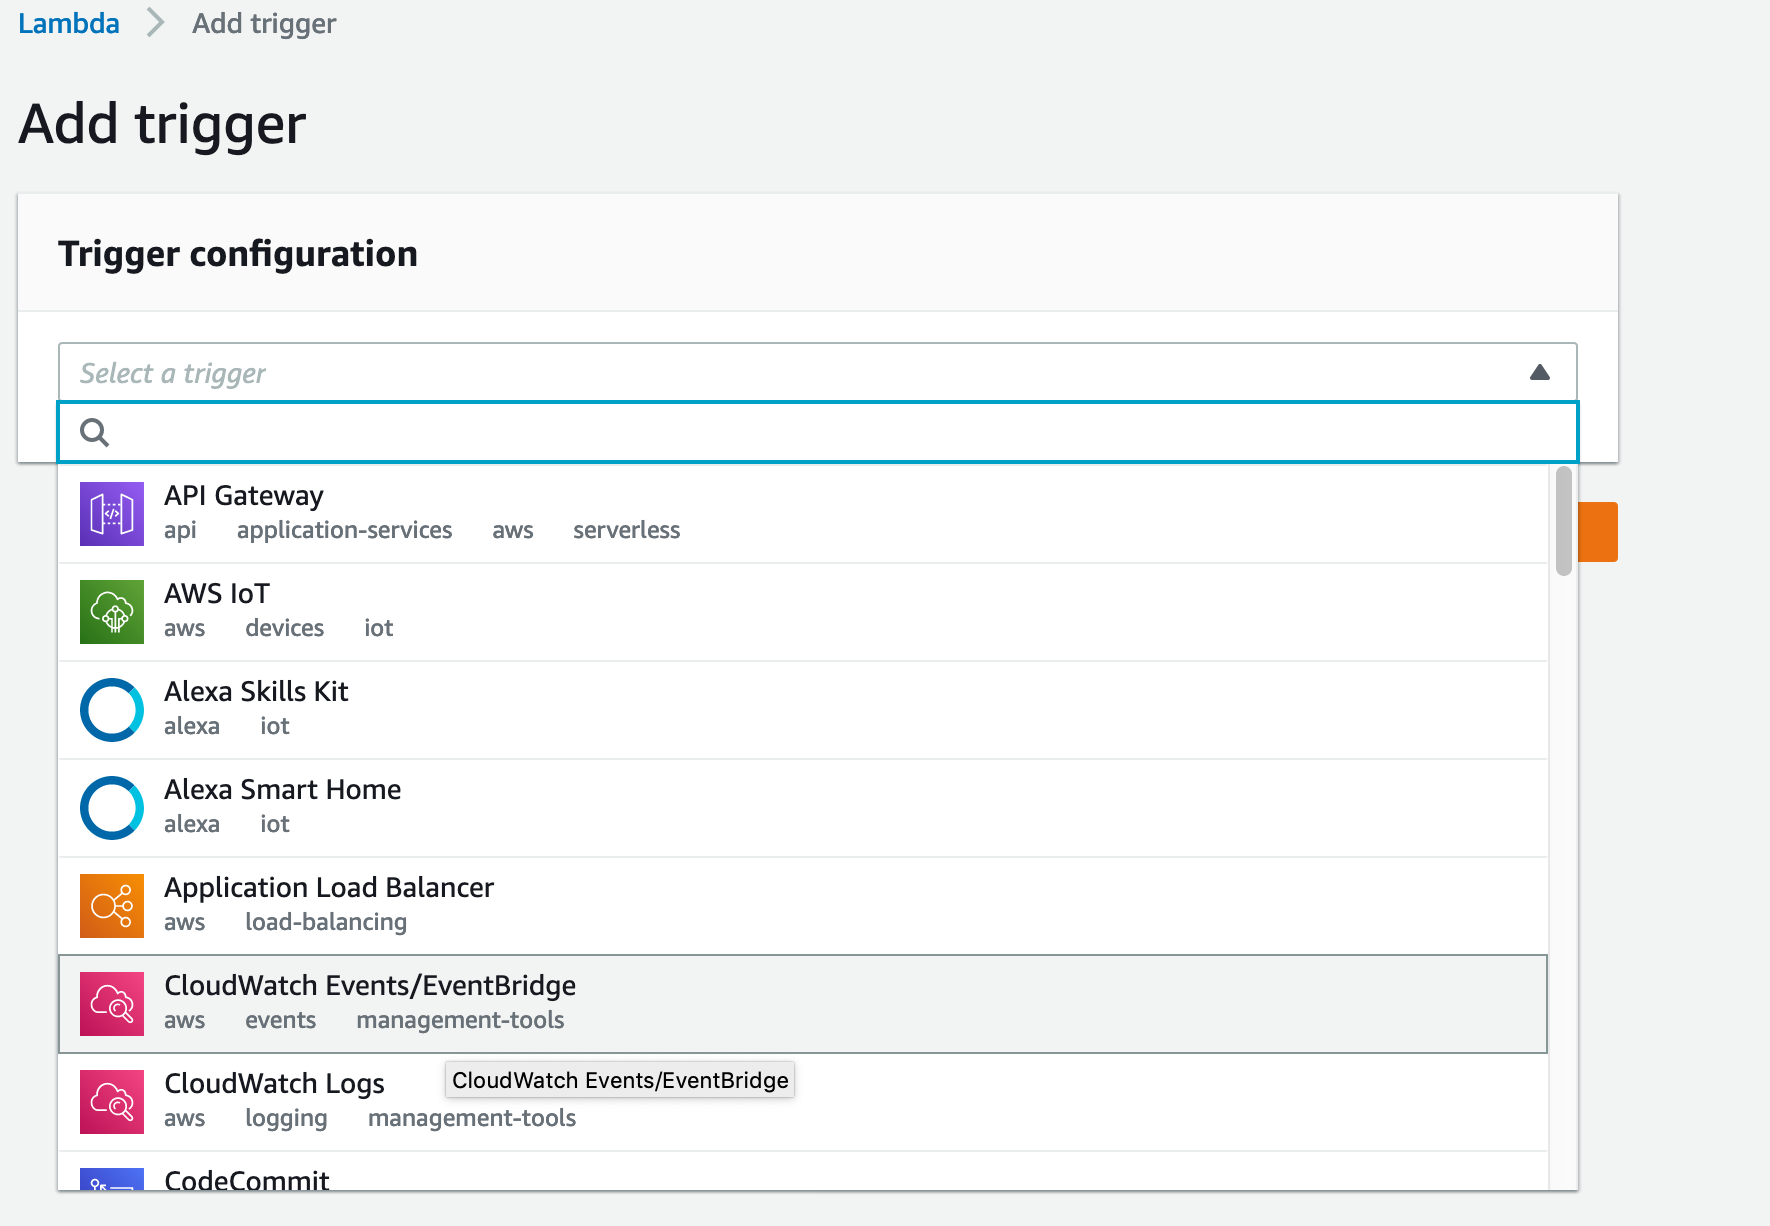 Lambda > Add trigger
Add trigger
Trigger configuration
Select a trigger
API Gateway
api application-services aws serverless
AWS IoT
aws devices iot
Alexa Skills Kit
alexa iot
Alexa Smart Home
alexa iot
Application Load Balancer
aws load-balancing
CloudWatch Events/EventBridge
aws events management-tools
CloudWatch Logs
CloudWatch Events/EventBridge
aws logging management-tools
CodeCommit